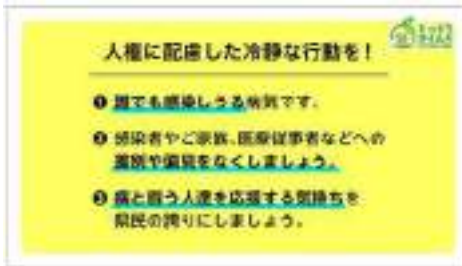 人権に配慮した冷静な行動を！
❶ 誰でも感染しうる病気です。
❷ 感染者やご家族、医療従事者などへの
差別や偏見をなくしましょう。
❸ 病と闘う人達を応援する気持ちを
県民の誇りにしましょう。